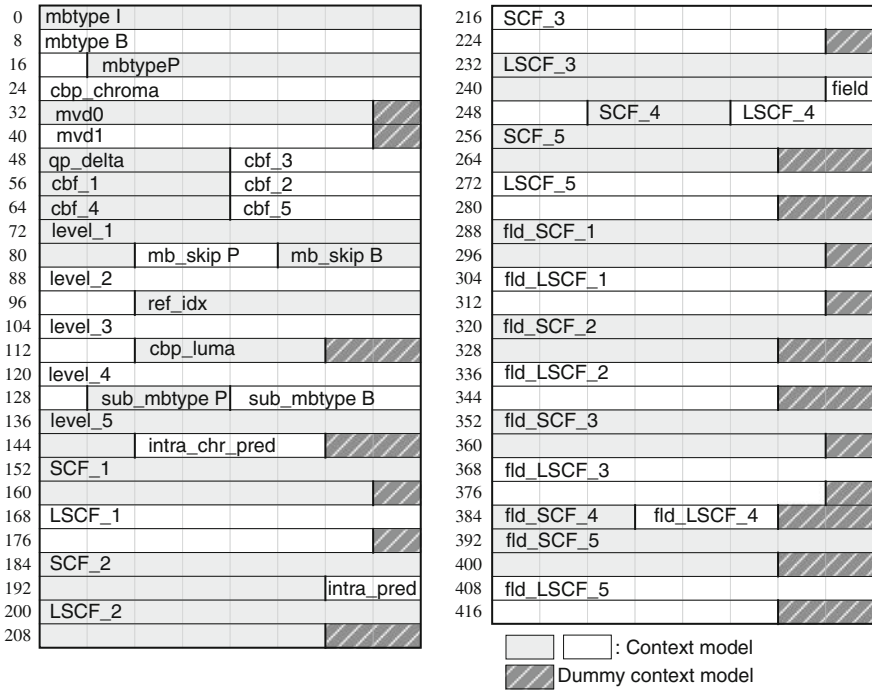 0 mbtype I
8 mbtype B
16 mbtypeP
24 cbp_chroma
32 mvd0
40 mvd1
48 qp_delta cbf_3
56 cbf_1 cbf_2
64 cbf_4 cbf_5
72 level_1
80 mb_skip P mb_skip B
88 level_2
96 ref_idx
104 level_3
112 cbp_luma
120 level_4
128 sub_mbtype P sub_mbtype B
136 level_5
144 intra_chr_pred
152 SCF_1
160
168 LSCF_1
176
184 SCF_2
192 intra_pred
200 LSCF_2
208
216 SCF_3
224
232 LSCF_3
240 field
248 SCF_4 LSCF_4
256 SCF_5
264
272 LSCF_5
280
288 fld_SCF_1
296
304 fld_LSCF_1
312
320 fld_SCF_2
328
336 fld_LSCF_2
344
352 fld_SCF_3
360
368 fld_LSCF_3
376
384 fld_SCF_4 fld_LSCF_4
392 fld_SCF_5
400
408 fld_LSCF_5
416
: Context model
Dummy context model